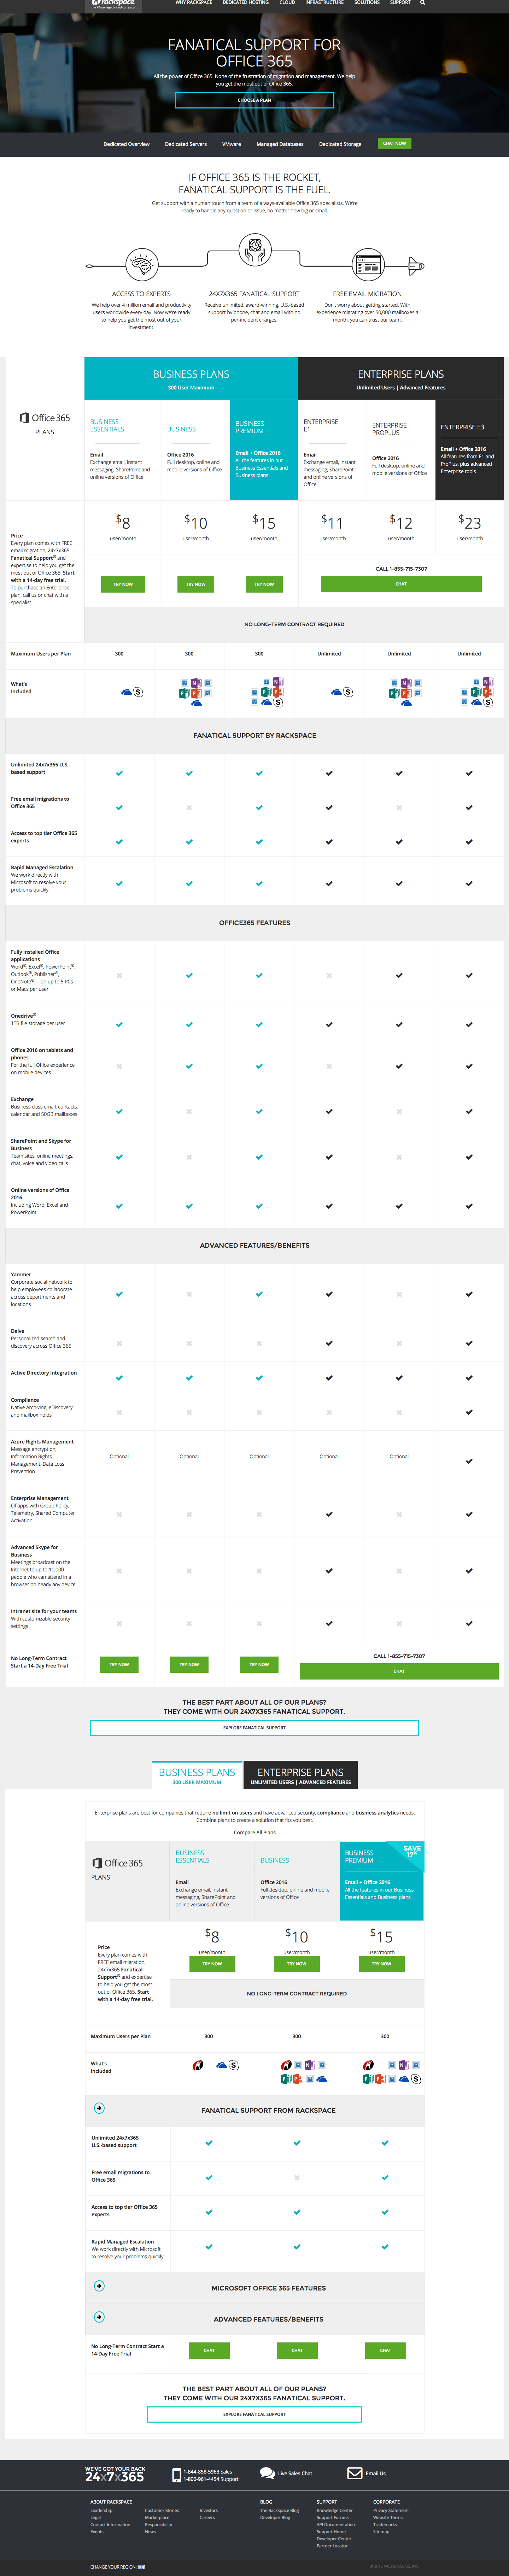 rackspace
the #1 managed cloud company
WHY RACKSPACE DEDICATED HOSTING CLOUD INFRASTRUCTURE SOLUTIONS SUPPORT
FANATICAL SUPPORT FOR
OFFICE 365
All the power of Office 365. None of the frustration of migration and management. We help
you get the most out of Office 365.
CHOOSE A PLAN
Dedicated Overview Dedicated Servers VMware Managed Databases Dedicated Storage CHAT NOW
IF OFFICE 365 IS THE ROCKET,
FANATICAL SUPPORT IS THE FUEL.
Get support with a human touch from a team of always-available Office 365 specialists. We're
ready to handle any question or issue, no matter how big or small.
ACCESS TO EXPERTS
We help over 4 million email and productivity
users worldwide every day. Now we're ready
to help you get the most out of your
investment.
24X7X365 FANATICAL SUPPORT
Receive unlimited, award-winning, U.S.-based
support by phone, chat and email with no
per-incident charges.
FREE EMAIL MIGRATION
Don't worry about getting started. With
experience migrating over 50,000 mailboxes a
month, you can trust our team.
BUSINESS PLANS
300 User Maximum
ENTERPRISE PLANS
Unlimited Users | Advanced Features
Office 365
PLANS
BUSINESS
ESSENTIALS
Email
Exchange email, instant
messaging, SharePoint and
online versions of Office
BUSINESS
Office 2016
Full desktop, online and
mobile versions of Office
BUSINESS
PREMIUM
Email + Office 2016
All the features in our
Business Essentials and
Business plans
ENTERPRISE
E1
Email
Exchange email, instant
messaging, SharePoint
and online versions of
Office
ENTERPRISE
PROPLUS
Office 2016
Full desktop, online and
mobile versions of Office
ENTERPRISE E3
Email + Office 2016
All features from E1 and
ProPlus, plus advanced
Enterprise tools
Price
Every plan comes with FREE
email migration, 24x7x365
Fanatical Support® and
expertise to help you get the
most out of Office 365. Start
with a 14-day free trial.
To purchase an Enterprise
plan, call us or chat with a
specialist.
$8 $10 $15 $11 $12 $23
user/month user/month user/month user/month user/month user/month
TRY NOW TRY NOW TRY NOW
CALL 1-855-715-7307
CHAT
NO LONG-TERM CONTRACT REQUIRED
Maximum Users per Plan 300 300 300 Unlimited Unlimited Unlimited
What's
Included
FANATICAL SUPPORT BY RACKSPACE
Unlimited 24x7x365 U.S.-
based support
Free email migrations to
Office 365
Access to top tier Office 365
experts
Rapid Managed Escalation
We work directly with
Microsoft to resolve your
problems quickly
OFFICE365 FEATURES
Fully installed Office
applications
Word®, Excel®, PowerPoint®,
Outlook®, Publisher®,
OneNote®— on up to 5 PCs
or Macs per user
Onedrive®
1TB file storage per user
Office 2016 on tablets and
phones
For the full Office experience
on mobile devices
Exchange
Business class email, contacts,
calendar and 50GB mailboxes
SharePoint and Skype for
Business
Team sites, online meetings,
chat, voice and video calls
Online versions of Office
2016
Including Word, Excel and
PowerPoint
ADVANCED FEATURES/BENEFITS
Yammer
Corporate social network to
help employees collaborate
across departments and
locations
Delve
Personalized search and
discovery across Office 365
Active Directory Integration
Compliance
Native Archiving, eDiscovery
and mailbox holds
Azure Rights Management
Message encryption,
Information Rights
Management, Data Loss
Prevention
Optional Optional Optional Optional Optional
Enterprise Management
Of apps with Group Policy,
Telemetry, Shared Computer
Activation
Advanced Skype for
Business
Meetings broadcast on the
Internet to up to 10,000
people who can attend in a
browser on nearly any device
Intranet site for your teams
With customizable security
settings
No Long-Term Contract
Start a 14-Day Free Trial
TRY NOW TRY NOW TRY NOW
CALL 1-855-715-7307
CHAT
THE BEST PART ABOUT ALL OF OUR PLANS?
THEY COME WITH OUR 24X7X365 FANATICAL SUPPORT.
EXPLORE FANATICAL SUPPORT
BUSINESS PLANS
300 USER MAXIMUM
ENTERPRISE PLANS
UNLIMITED USERS | ADVANCED FEATURES
Enterprise plans are best for companies that require no limit on users and have advanced security, compliance and business analytics needs.
Combine plans to create a solution that fits you best.
Compare All Plans
Office 365
PLANS
BUSINESS
ESSENTIALS
Email
Exchange email, instant
messaging, SharePoint and
online versions of Office
BUSINESS
Office 2016
Full desktop, online and mobile
versions of Office
BUSINESS
PREMIUM
SAVE
17%
Email + Office 2016
All the features in our Business
Essentials and Business plans
Price
Every plan comes with
FREE email migration,
24x7x365 Fanatical
Support® and expertise
to help you get the most
out of Office 365. Start
with a 14-day free trial.
$8 $10 $15
user/month user/month user/month
TRY NOW TRY NOW TRY NOW
NO LONG-TERM CONTRACT REQUIRED
Maximum Users per Plan 300 300 300
What's
Included
FANATICAL SUPPORT FROM RACKSPACE
Unlimited 24x7x365
U.S.-based support
Free email migrations to
Office 365
Access to top tier Office 365
experts
Rapid Managed Escalation
We work directly with Microsoft
to resolve your problems quickly
MICROSOFT OFFICE 365 FEATURES
ADVANCED FEATURES/BENEFITS
No Long-Term Contract Start a
14-Day Free Trial
CHAT CHAT CHAT
THE BEST PART ABOUT ALL OF OUR PLANS?
THEY COME WITH OUR 24X7X365 FANATICAL SUPPORT.
EXPLORE FANATICAL SUPPORT
WE'VE GOT YOUR BACK
24x7x365
1-844-858-5963 Sales
1-800-961-4454 Support
Live Sales Chat
Email Us
ABOUT RACKSPACE BLOG SUPPORT CORPORATE
Leadership Customer Stories Investors The Rackspace Blog Knowledge Center Privacy Statement
Legal Marketplace Careers Developer Blog Support Forums Website Terms
Contact Information Responsibility API Documentation Trademarks
Events News Support Home Sitemap
Developer Center
Partner Locator
CHANGE YOUR REGION:
© 2016 RACKSPACE US, INC.